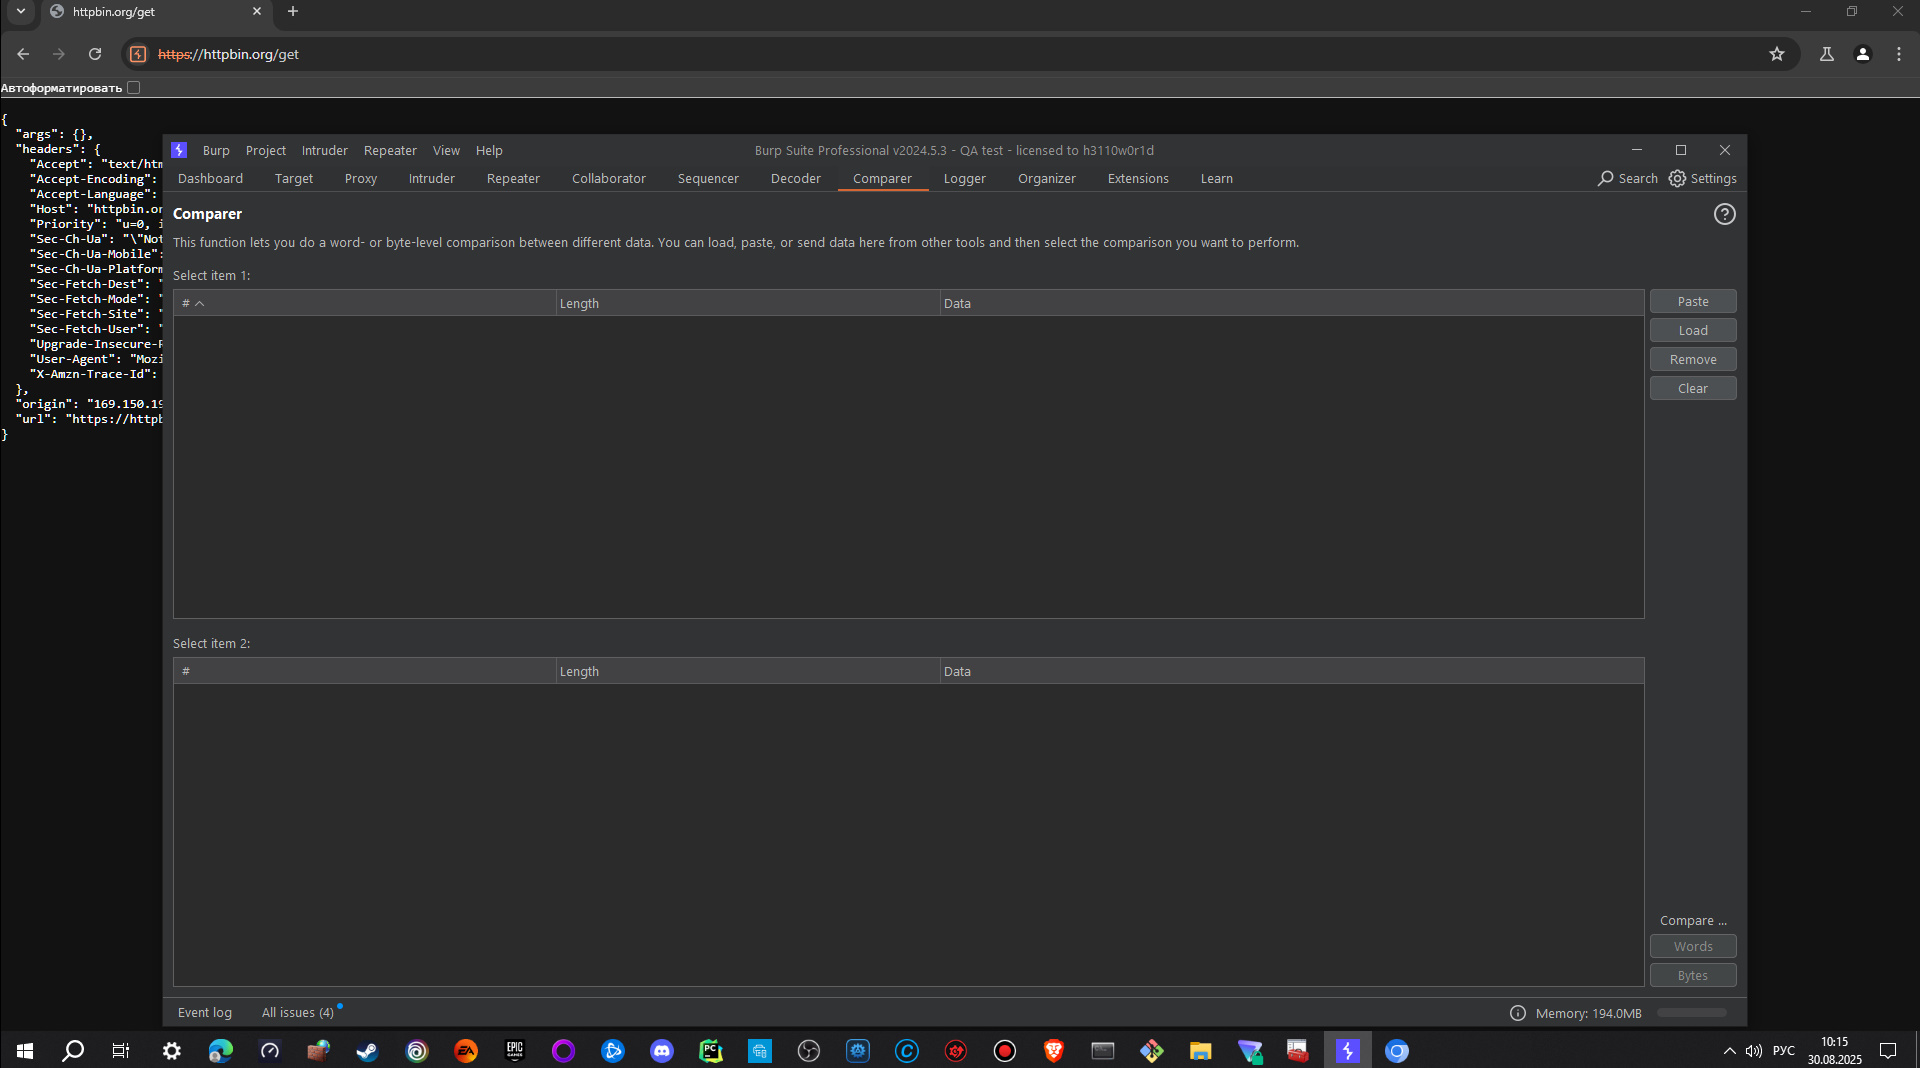 httpbin.org/get
https://httpbin.org/get
Автоформатировать
{
"args": {},
"headers": {
"Accept": "text/htm
"Accept-Encoding":
"Accept-Language":
"Host": "httpbin.or
"Priority": "u=0, i
"Sec-Ch-Ua": "\"Not
"Sec-Ch-Ua-Mobile":
"Sec-Ch-Ua-Platform
"Sec-Fetch-Dest": "
"Sec-Fetch-Mode": "
"Sec-Fetch-Site": "
"Sec-Fetch-User": "
"Upgrade-Insecure-R
"User-Agent": "Mozi
"X-Amzn-Trace-Id":
},
"origin": "169.150.19
"url": "https://httpb
}
Burp Project Intruder Repeater View Help
Burp Suite Professional v2024.5.3 - QA test - licensed to h3110w0r1d
Dashboard Target Proxy Intruder Repeater Collaborator Sequencer Decoder Comparer Logger Organizer Extensions Learn
Search Settings
Comparer
This function lets you do a word- or byte-level comparison between different data. You can load, paste, or send data here from other tools and then select the comparison you want to perform.
Select item 1:
# Length Data
Paste
Load
Remove
Clear
Select item 2:
# Length Data
Compare ...
Words
Bytes
Event log All issues (4)
Memory: 194.0MB
EA
EPIC GAMES
PC
РУС
10:15
30.08.2025